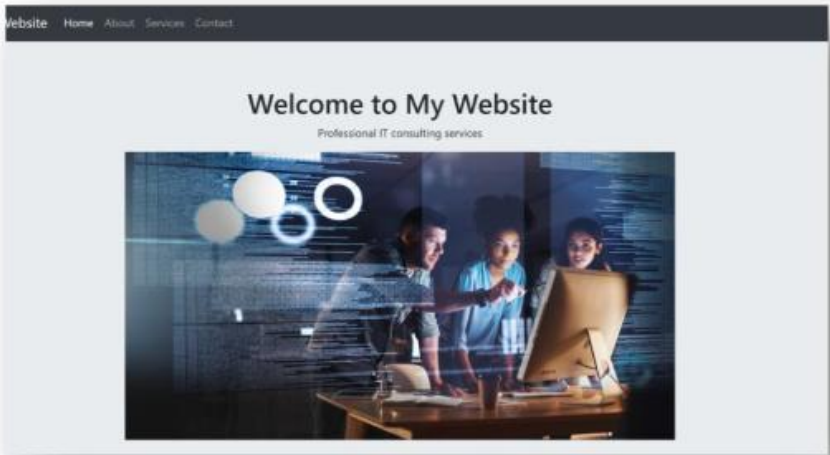 Website Home About Services Contact
Welcome to My Website
Professional IT consulting services